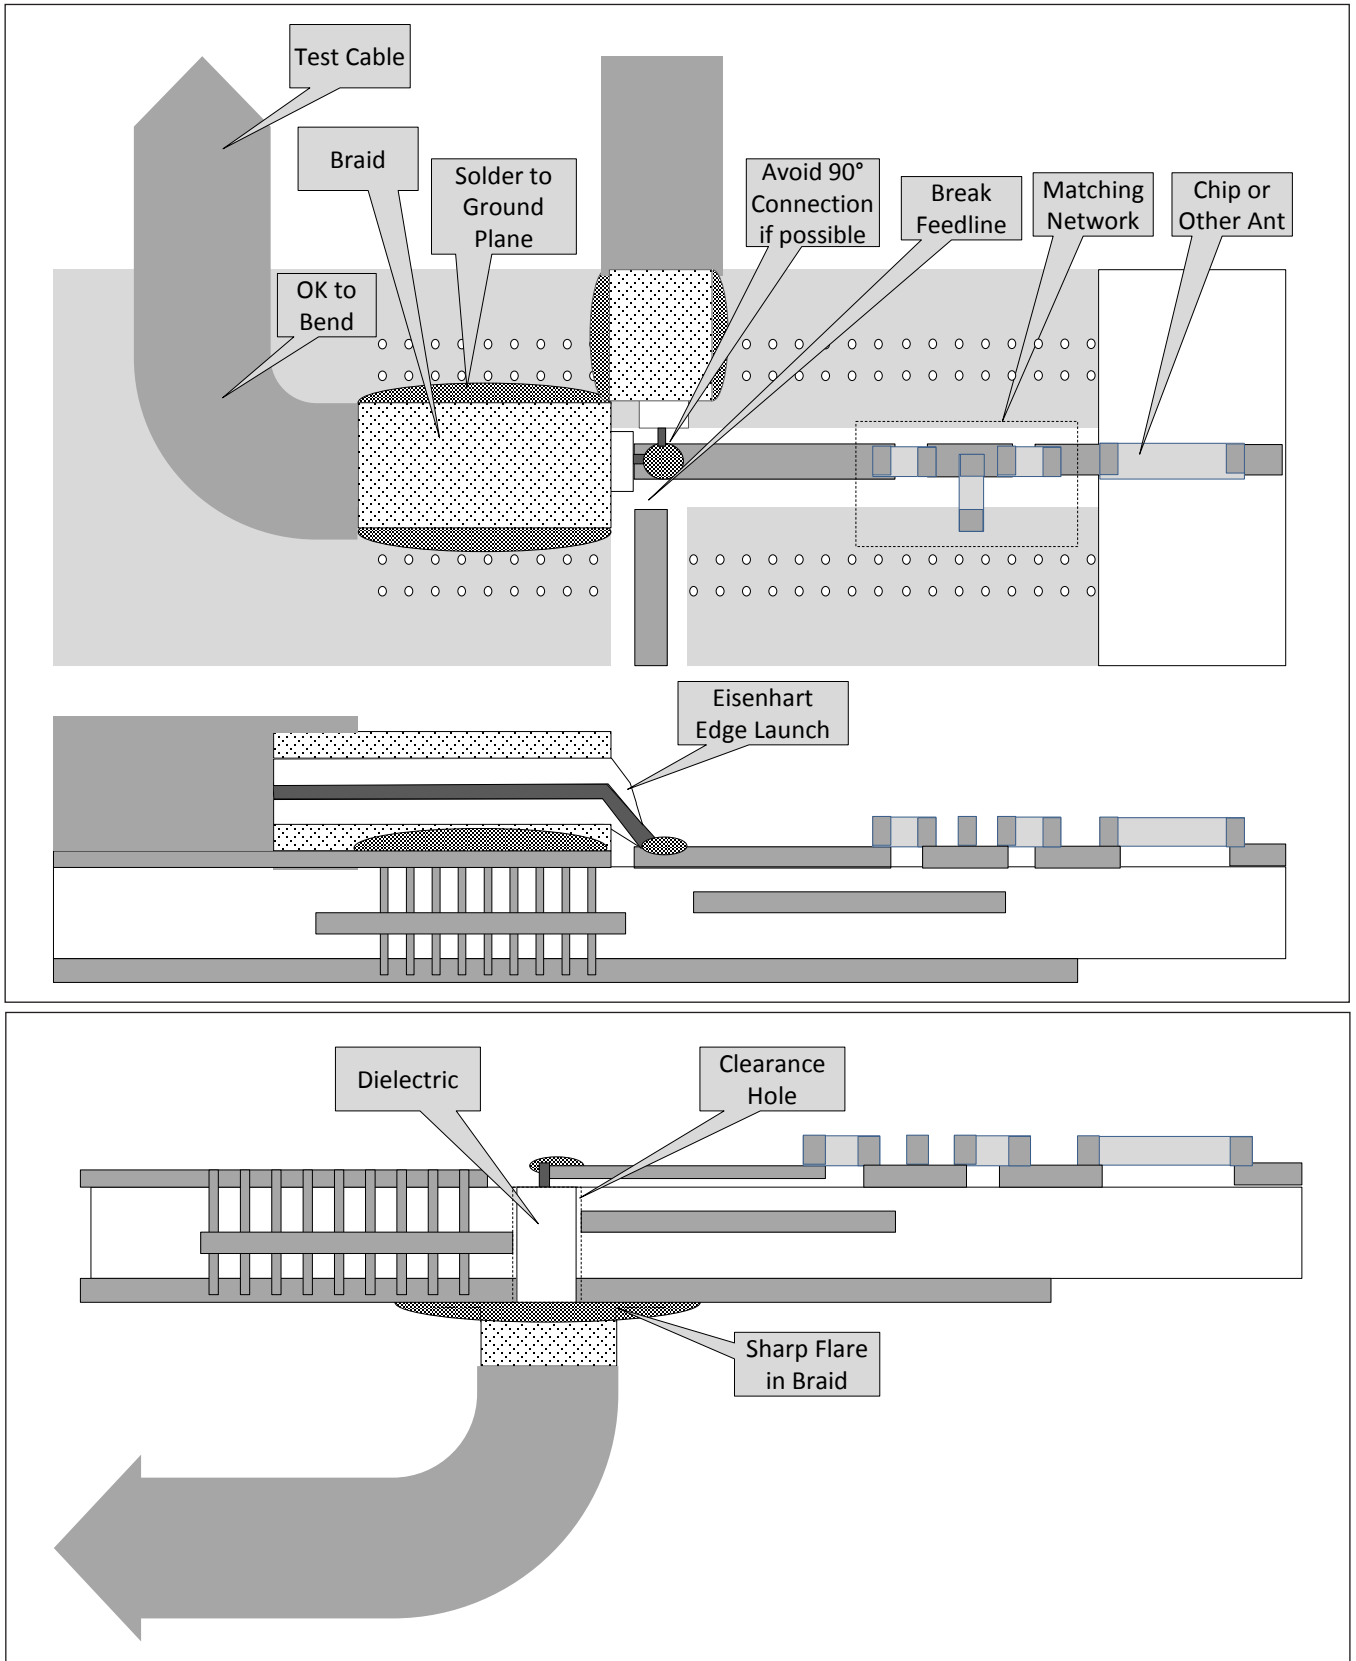 Test Cable
Braid
Solder to
Ground
Plane
Avoid 90°
Connection
if possible
Break
Feedline
Matching
Network
Chip or
Other Ant
OK to
Bend
Eisenhart
Edge Launch
Dielectric
Clearance
Hole
Sharp Flare
in Braid